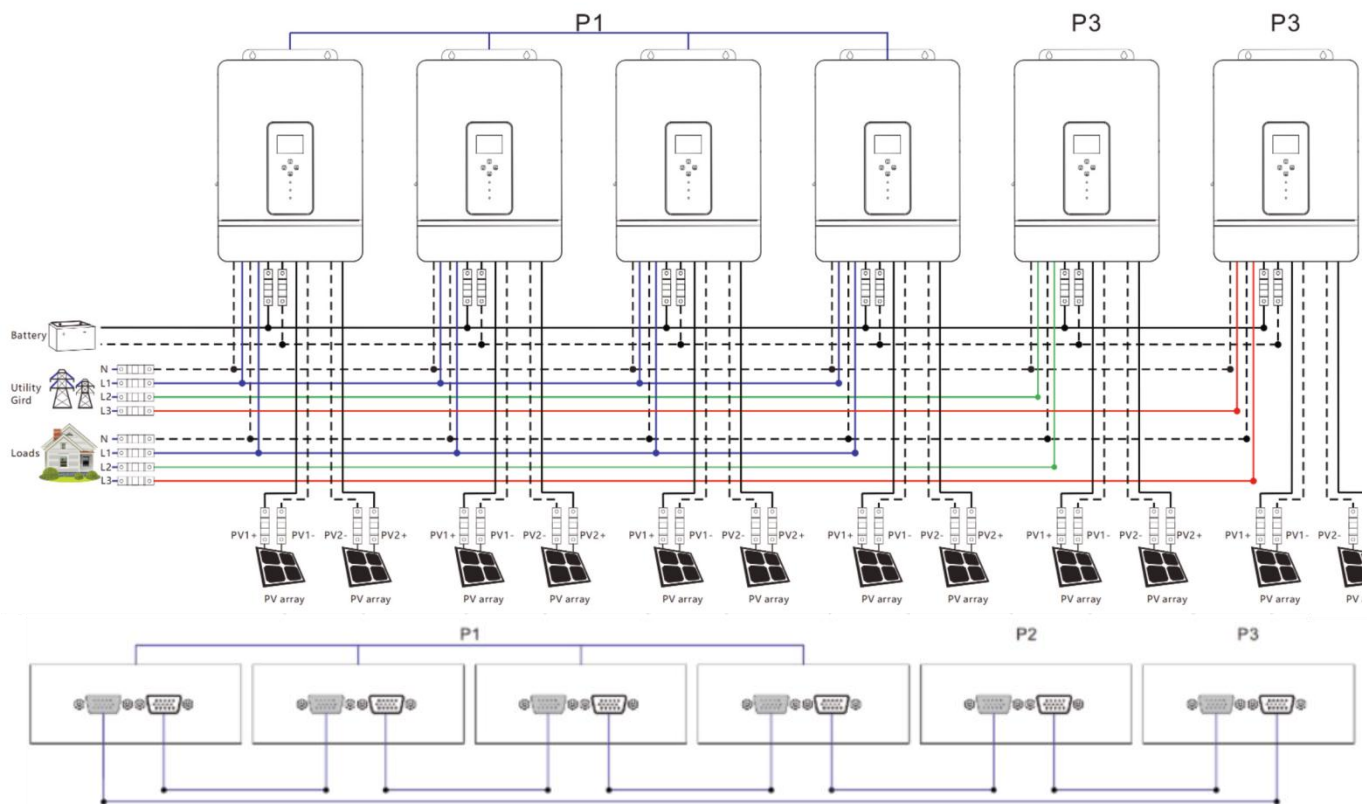 P1 P3 P3
Battery
N
L1
Utility
Gird
L2
L3
N
Loads
L1
L2
L3
PV1+ PV1- PV2- PV2+ PV1+ PV1- PV2- PV2+ PV1+ PV1- PV2- PV2+ PV1+ PV1- PV2- PV2+ PV1+ PV1- PV2- PV2+ PV1+ PV1- PV2-
PV array PV array PV array PV array PV array PV array PV array PV array PV array PV array PV array PV a
P1 P2 P3